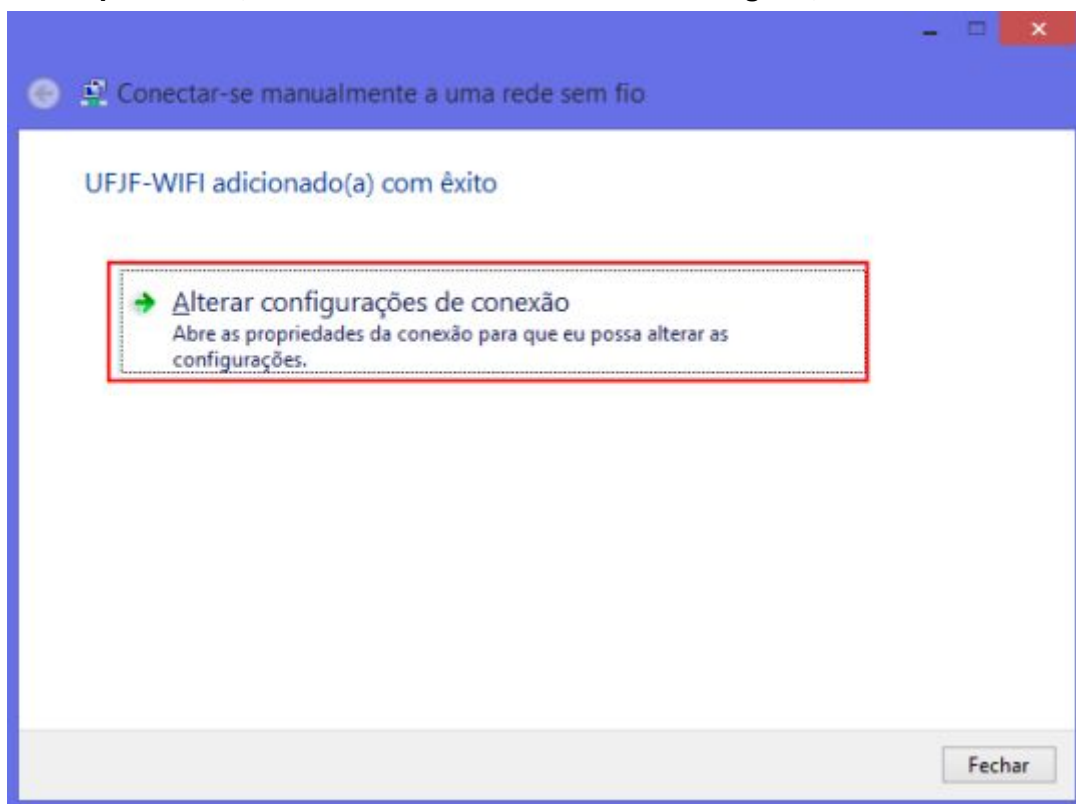 Conectar-se manualmente a uma rede sem fio
UFJF-WIFI adicionado(a) com êxito
Alterar configurações de conexão
Abre as propriedades da conexão para que eu possa alterar as
configurações.
Fechar